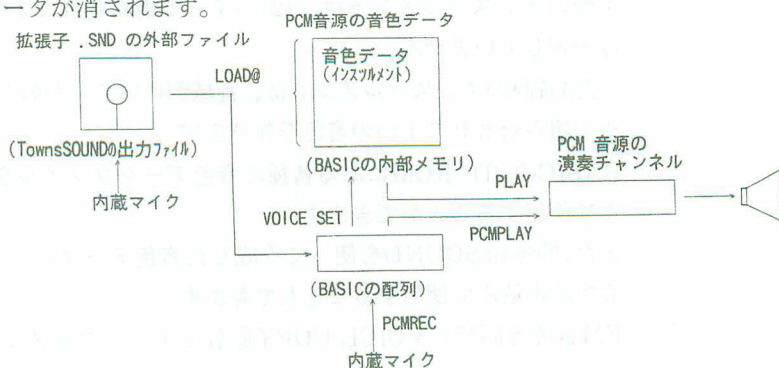 ータが消されます。
PCM音源の音色データ
拡張子 .SND の外部ファイル
音色データ
(インスツルメント)
LOAD@
(TownsSOUNDの出力ファイル)
(BASICの内部メモリ)
PCM 音源の
演奏チャンネル
PLAY
内蔵マイク
VOICE SET
PCMPLAY
(BASICの配列)
PCMREC
内蔵マイク